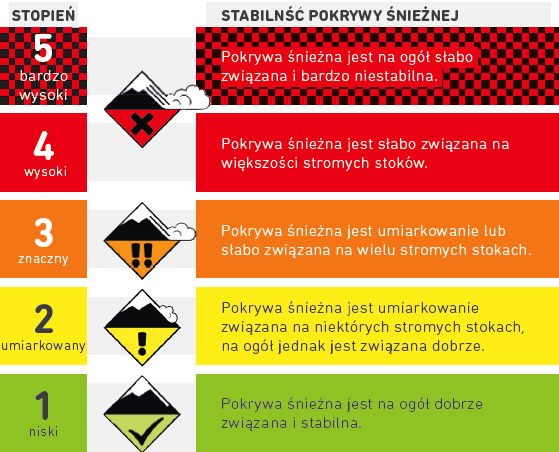 STOPIEŃ
STABILNŚĆ POKRYWY ŚNIEŻNEJ
5
bardzo
wysoki
Pokrywa śnieżna jest na ogół słabo
związana i bardzo niestabilna.
4
wysoki
Pokrywa śnieżna jest słabo związana na
większości stromych stoków.
3
znaczny
!!
Pokrywa śnieżna jest umiarkowanie lub
słabo związana na wielu stromych stokach.
2
umiarkowany
!
Pokrywa śnieżna jest umiarkowanie
związana na niektórych stromych stokach,
na ogół jednak jest związana dobrze.
1
niski
Pokrywa śnieżna jest na ogół dobrze
związana i stabilna.